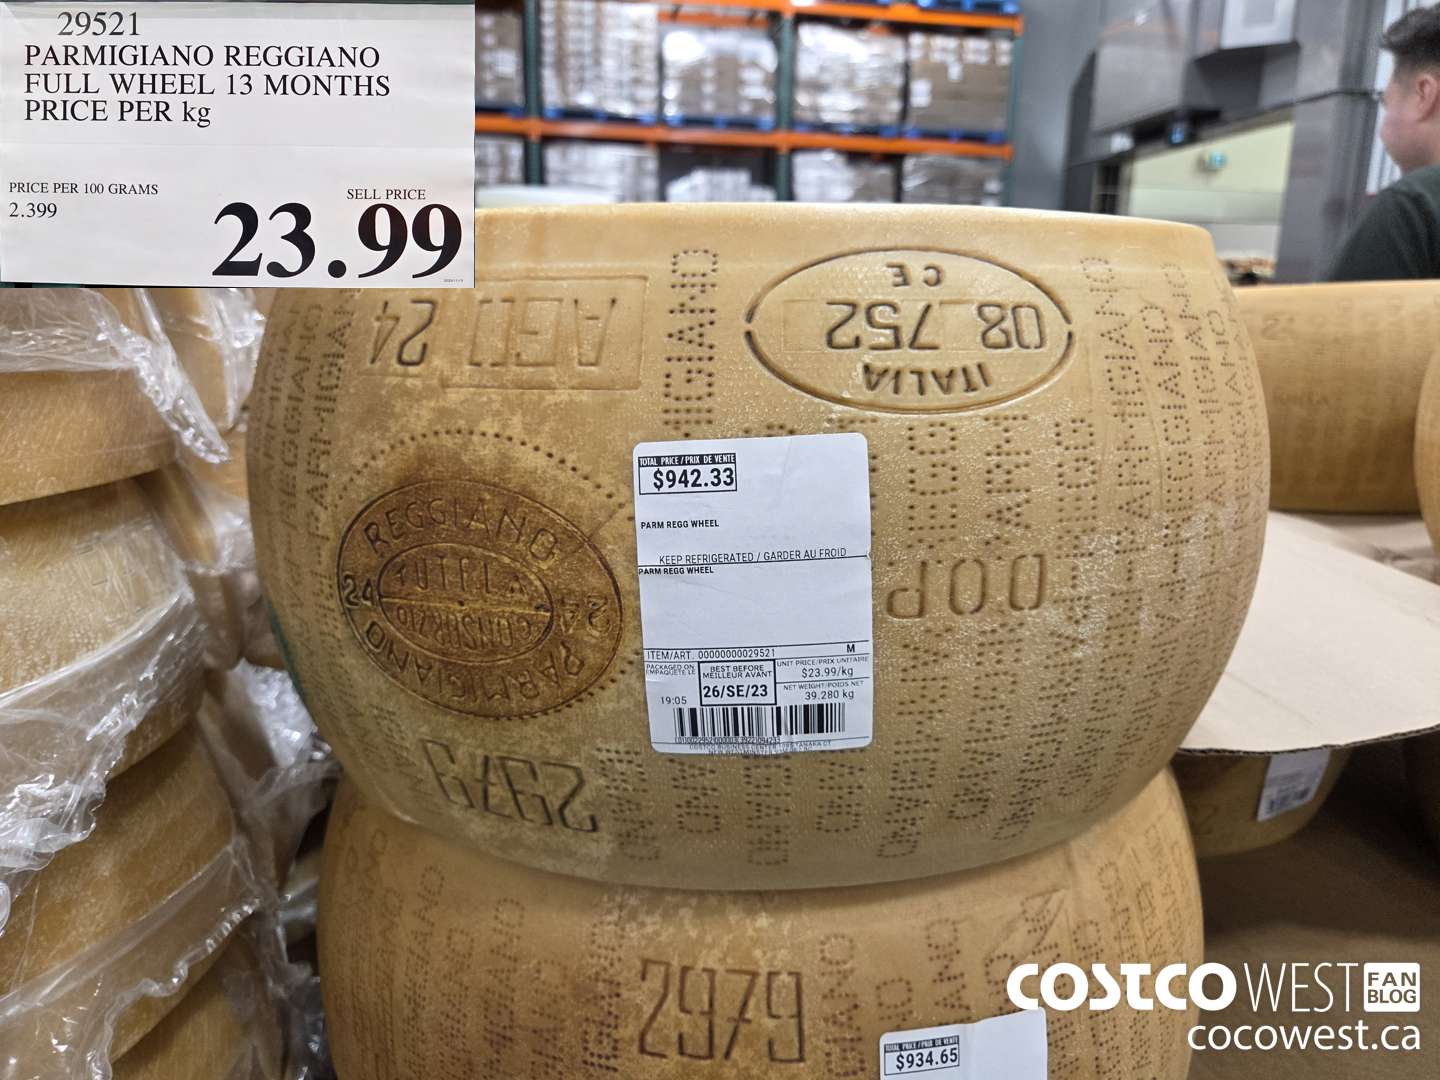 29521
PARMIGIANO REGGIANO
FULL WHEEL 13 MONTHS
PRICE PER kg
PRICE PER 100 GRAMS
2.399
SELL PRICE
23.99
AGO 24
CE
08 752
ITALIA
REGGIANO
24 24
CONSORZIO
TUTELA
PARMIGIANO
D.O.P.
2979
TOTAL PRICE / PRIX DE VENTE
$942.33
PARM REGG WHEEL
KEEP REFRIGERATED / GARDER AU FROID
PARM REGG WHEEL
ITEM/ART. 00000000029521 M
PACKAGED ON
EMPAQUETÉ LE
19:05
BEST BEFORE
MEILLEUR AVANT
26/SE/23
UNIT PRICE/PRIX UNITAIRE
$23.99/kg
NET WEIGHT/POIDS NET
39.280 kg
2979
TOTAL PRICE / PRIX DE VENTE
$934.65
COSTCO WEST FAN BLOG
cocowest.ca